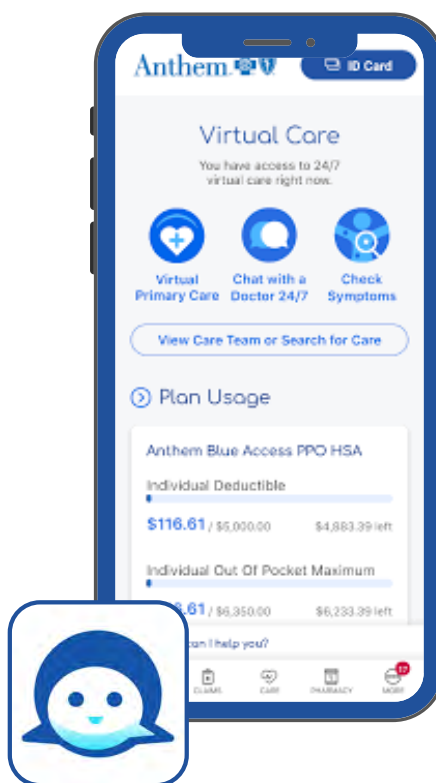 Anthem
ID Card
Virtual Care
You have access to 24/7
virtual care right now.
Virtual
Primary Care
Chat with a
Doctor 24/7
Check
Symptoms
View Care Team or Search for Care
Plan Usage
Anthem Blue Access PPO HSA
Individual Deductible
$116.61 / $5,000.00 $4,883.39 left
Individual Out Of Pocket Maximum
6.61 / $6,350.00 $6,233.39 left
can I help you?
CLAIMS
CARE
PHARMACY
17
MORE